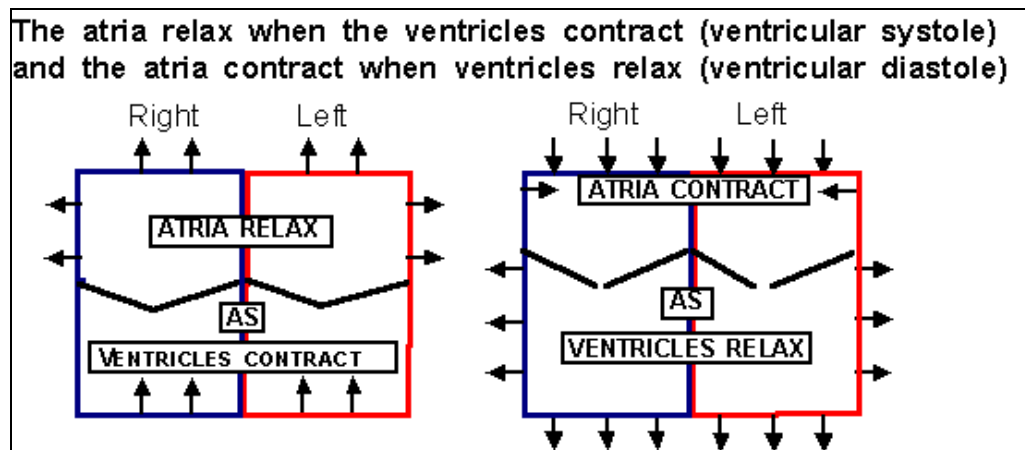 The atria relax when the ventricles contract (ventricular systole)
and the atria contract when ventricles relax (ventricular diastole)
Right Left
ATRIA RELAX
AS
VENTRICLES CONTRACT
Right Left
ATRIA CONTRACT
AS
VENTRICLES RELAX